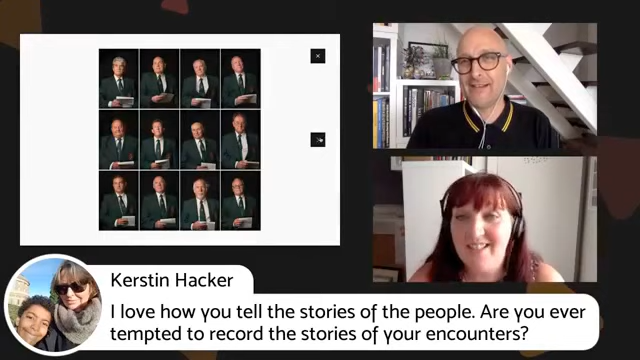 Kerstin Hacker
I love how you tell the stories of the people. Are you ever
tempted to record the stories of your encounters?